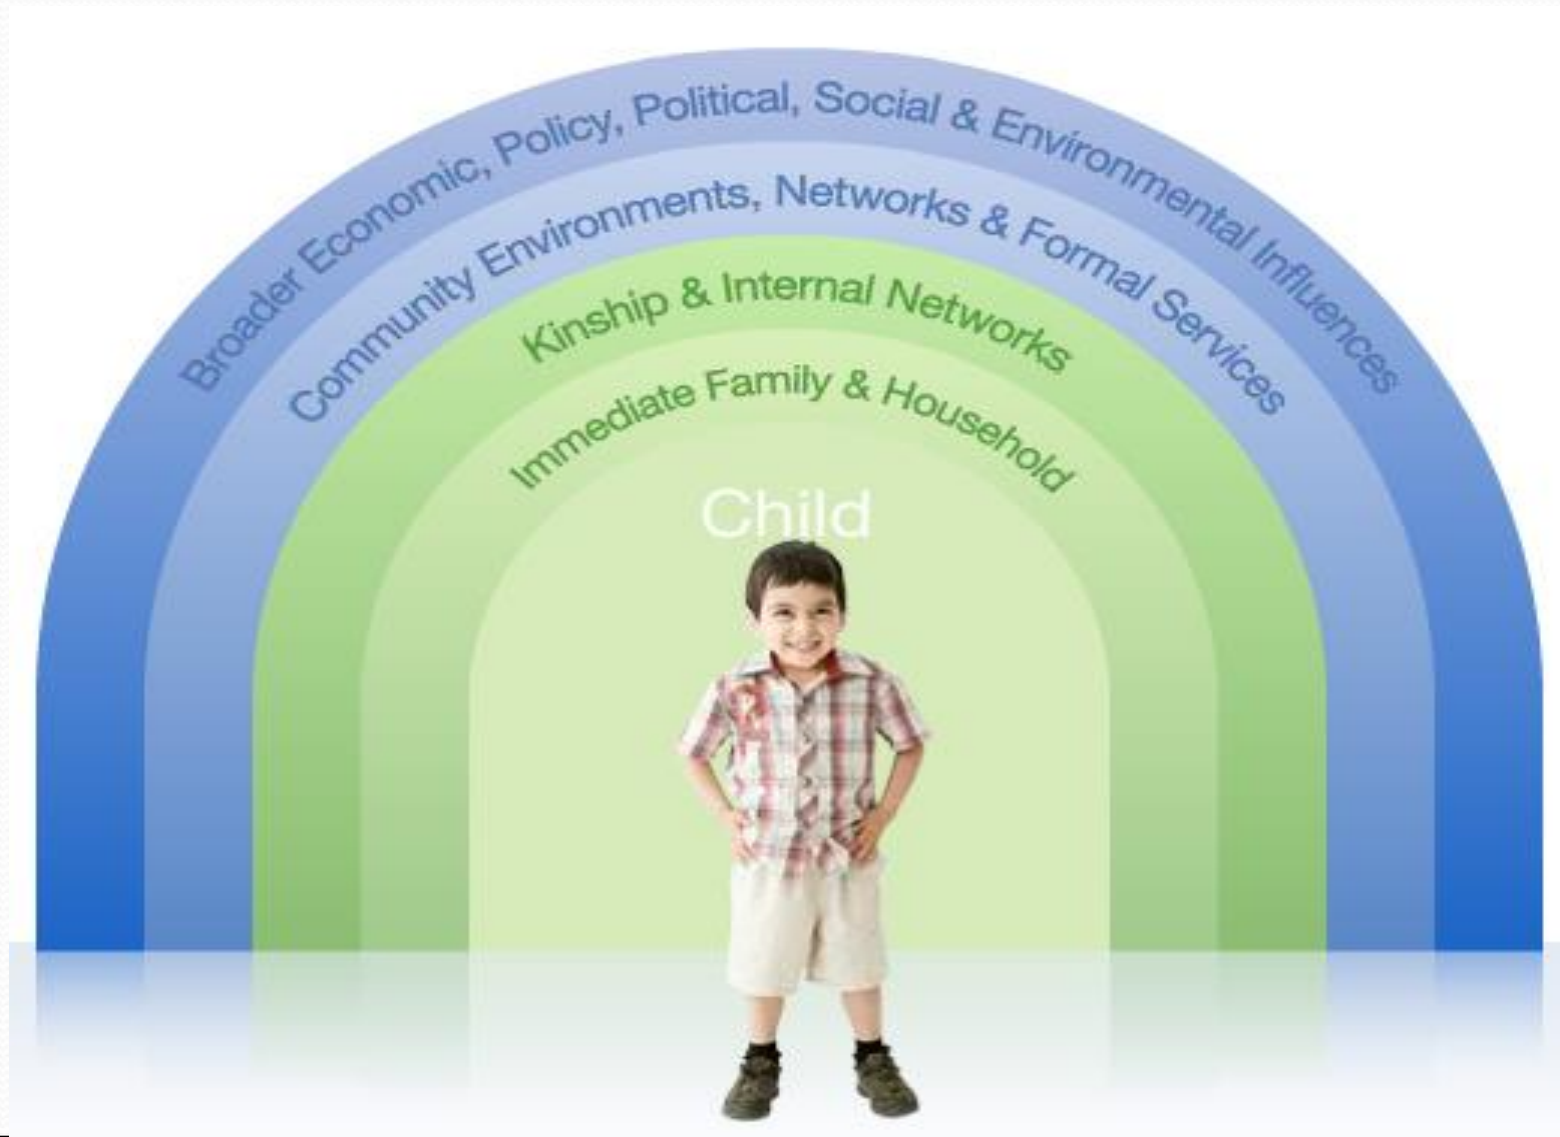 Broader Economic, Policy, Political, Social & Environmental Influences
Community Environments, Networks & Formal Services
Kinship & Internal Networks
Immediate Family & Household
Child